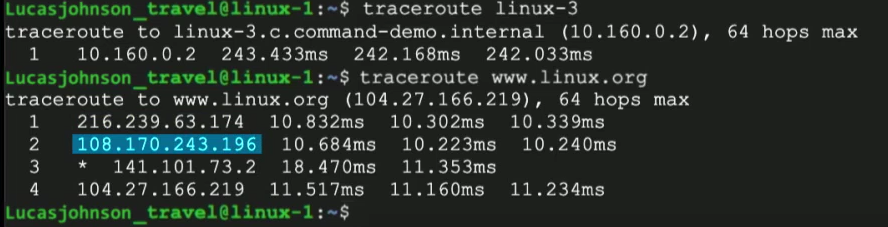 Lucasjohnson_travel@linux-1:~$ traceroute linux-3
traceroute to linux-3.c.command-demo.internal (10.160.0.2), 64 hops max
1 10.160.0.2 243.433ms 242.168ms 242.033ms
Lucasjohnson_travel@linux-1:~$ traceroute www.linux.org
traceroute to www.linux.org (104.27.166.219), 64 hops max
1 216.239.63.174 10.832ms 10.302ms 10.339ms
2 108.170.243.196 10.684ms 10.223ms 10.240ms
3 * 141.101.73.2 18.470ms 11.353ms
4 104.27.166.219 11.517ms 11.160ms 11.234ms
Lucasjohnson_travel@linux-1:~$